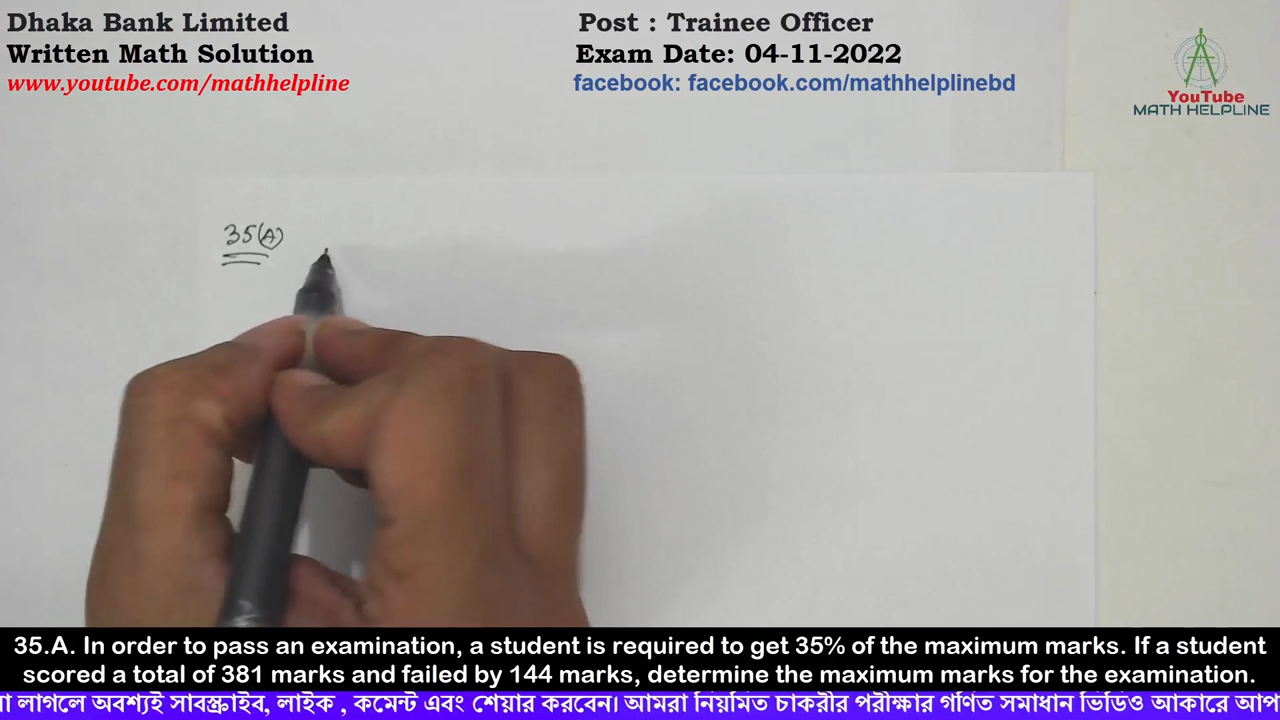 Dhaka Bank Limited
Post : Trainee Officer
Written Math Solution
Exam Date: 04-11-2022
www.youtube.com/mathhelpline
facebook: facebook.com/mathhelplinebd
YouTube
MATH HELPLINE
35(A)
35.A. In order to pass an examination, a student is required to get 35% of the maximum marks. If a student
scored a total of 381 marks and failed by 144 marks, determine the maximum marks for the examination.
লাগলে অবশ্যই সাবস্ক্রাইব, লাইক , কমেন্ট এবং শেয়ার করবেন। আমরা নিয়মিত চাকরীর পরীক্ষার গণিত সমাধান ভিডিও আকারে